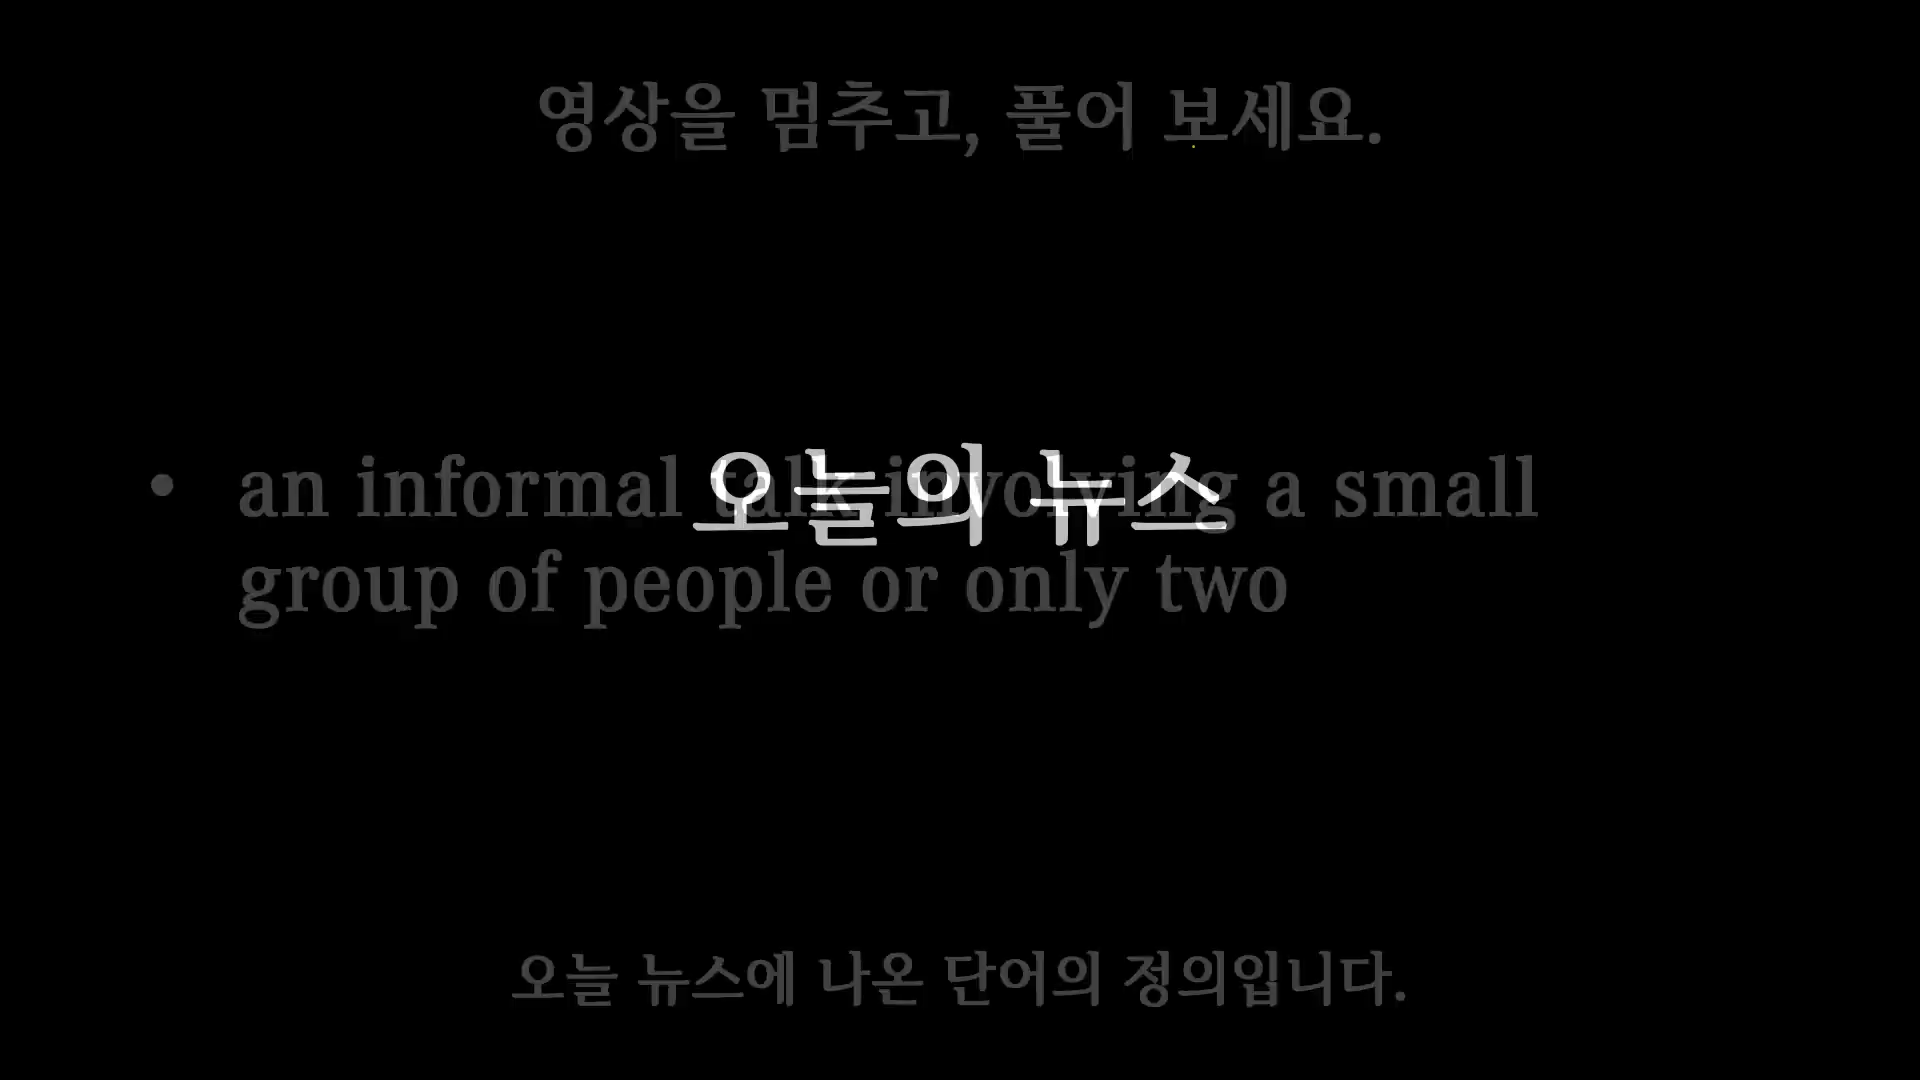 영상을 멈추고, 풀어 보세요.
오늘의 뉴스
• an informal talk involving a small
group of people or only two
오늘 뉴스에 나온 단어의 정의입니다.